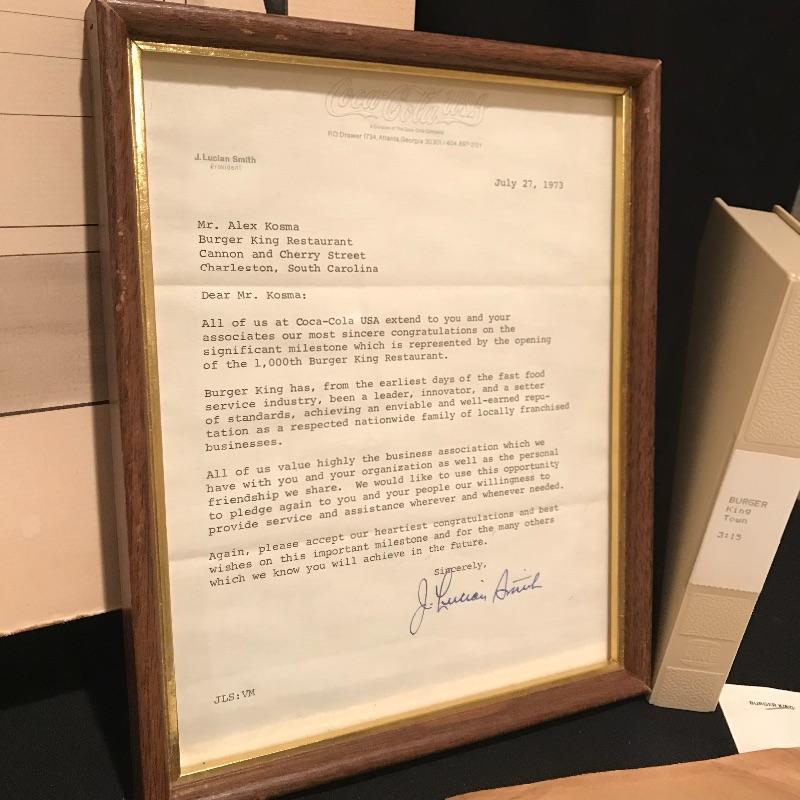 Coca-Cola USA
A Division of The Coca-Cola Company
P.O. Drawer 1734, Atlanta, Georgia 30301 / 404 897-2121
J. Lucian Smith
President
July 27, 1973
Mr. Alex Kosma
Burger King Restaurant
Cannon and Cherry Street
Charleston, South Carolina
Dear Mr. Kosma:
All of us at Coca-Cola USA extend to you and your
associates our most sincere congratulations on the
significant milestone which is represented by the opening
of the 1,000th Burger King Restaurant.
Burger King has, from the earliest days of the fast food
service industry, been a leader, innovator, and a setter
of standards, achieving an enviable and well-earned repu-
tation as a respected nationwide family of locally franchised
businesses.
All of us value highly the business association which we
have with you and your organization as well as the personal
friendship we share. We would like to use this opportunity
to pledge again to you and your people our willingness to
provide service and assistance wherever and whenever needed.
Again, please accept our heartiest congratulations and best
wishes on this important milestone and for the many others
which we know you will achieve in the future.
Sincerely,
J. Lucian Smith
JLS:VM
BURGER
King
Town
3:15
BURGER KING